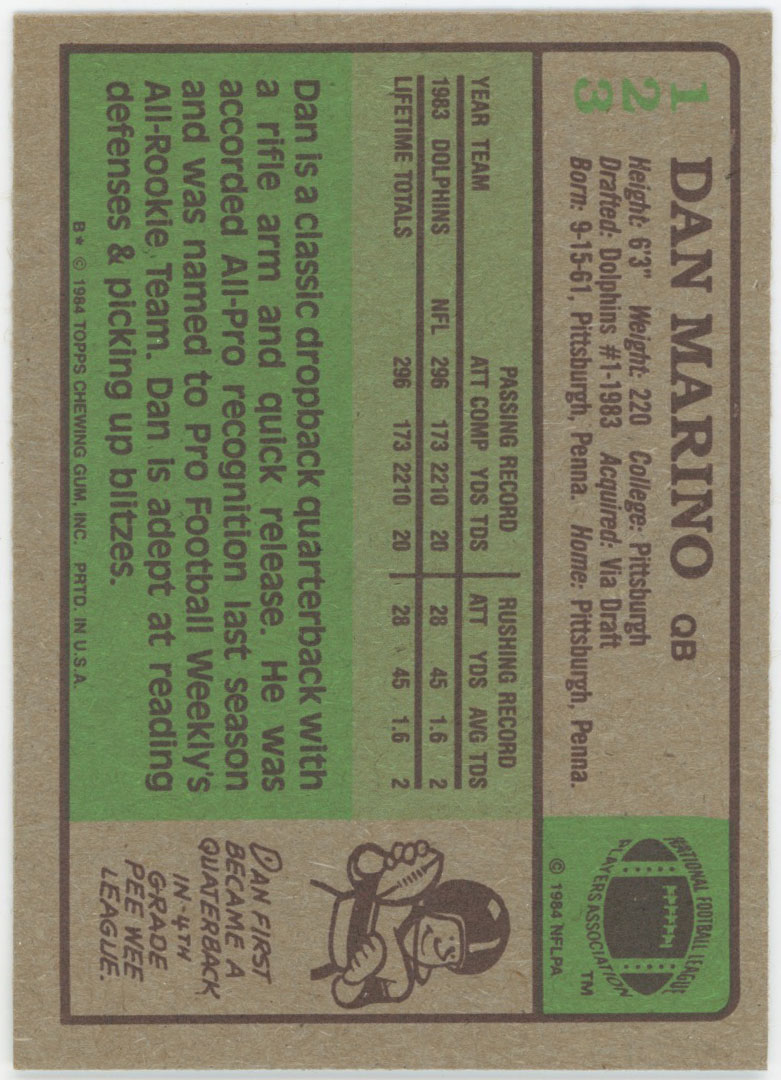 1
2
3
DAN MARINO QB
Height: 6'3" Weight: 220 College: Pittsburgh
Drafted: Dolphins #1-1983 Acquired: Via Draft
Born: 9-15-61, Pittsburgh, Penna. Home: Pittsburgh, Penna.
NATIONAL FOOTBALL LEAGUE
PLAYERS ASSOCIATION
TM
© 1984 NFLPA
PASSING RECORD RUSHING RECORD
YEAR TEAM ATT COMP YDS TDS ATT YDS AVG TDS
1983 DOLPHINS NFL 296 173 2210 20 28 45 1.6 2
LIFETIME TOTALS 296 173 2210 20 28 45 1.6 2
Dan is a classic dropback quarterback with
a rifle arm and quick release. He was
accorded All-Pro recognition last season
and was named to Pro Football Weekly's
All-Rookie Team. Dan is adept at reading
defenses & picking up blitzes.
DAN FIRST
BECAME A
QUATERBACK
IN 4TH
GRADE
PEE WEE
LEAGUE.
B* © 1984 TOPPS CHEWING GUM, INC. PRTD. IN U.S.A.